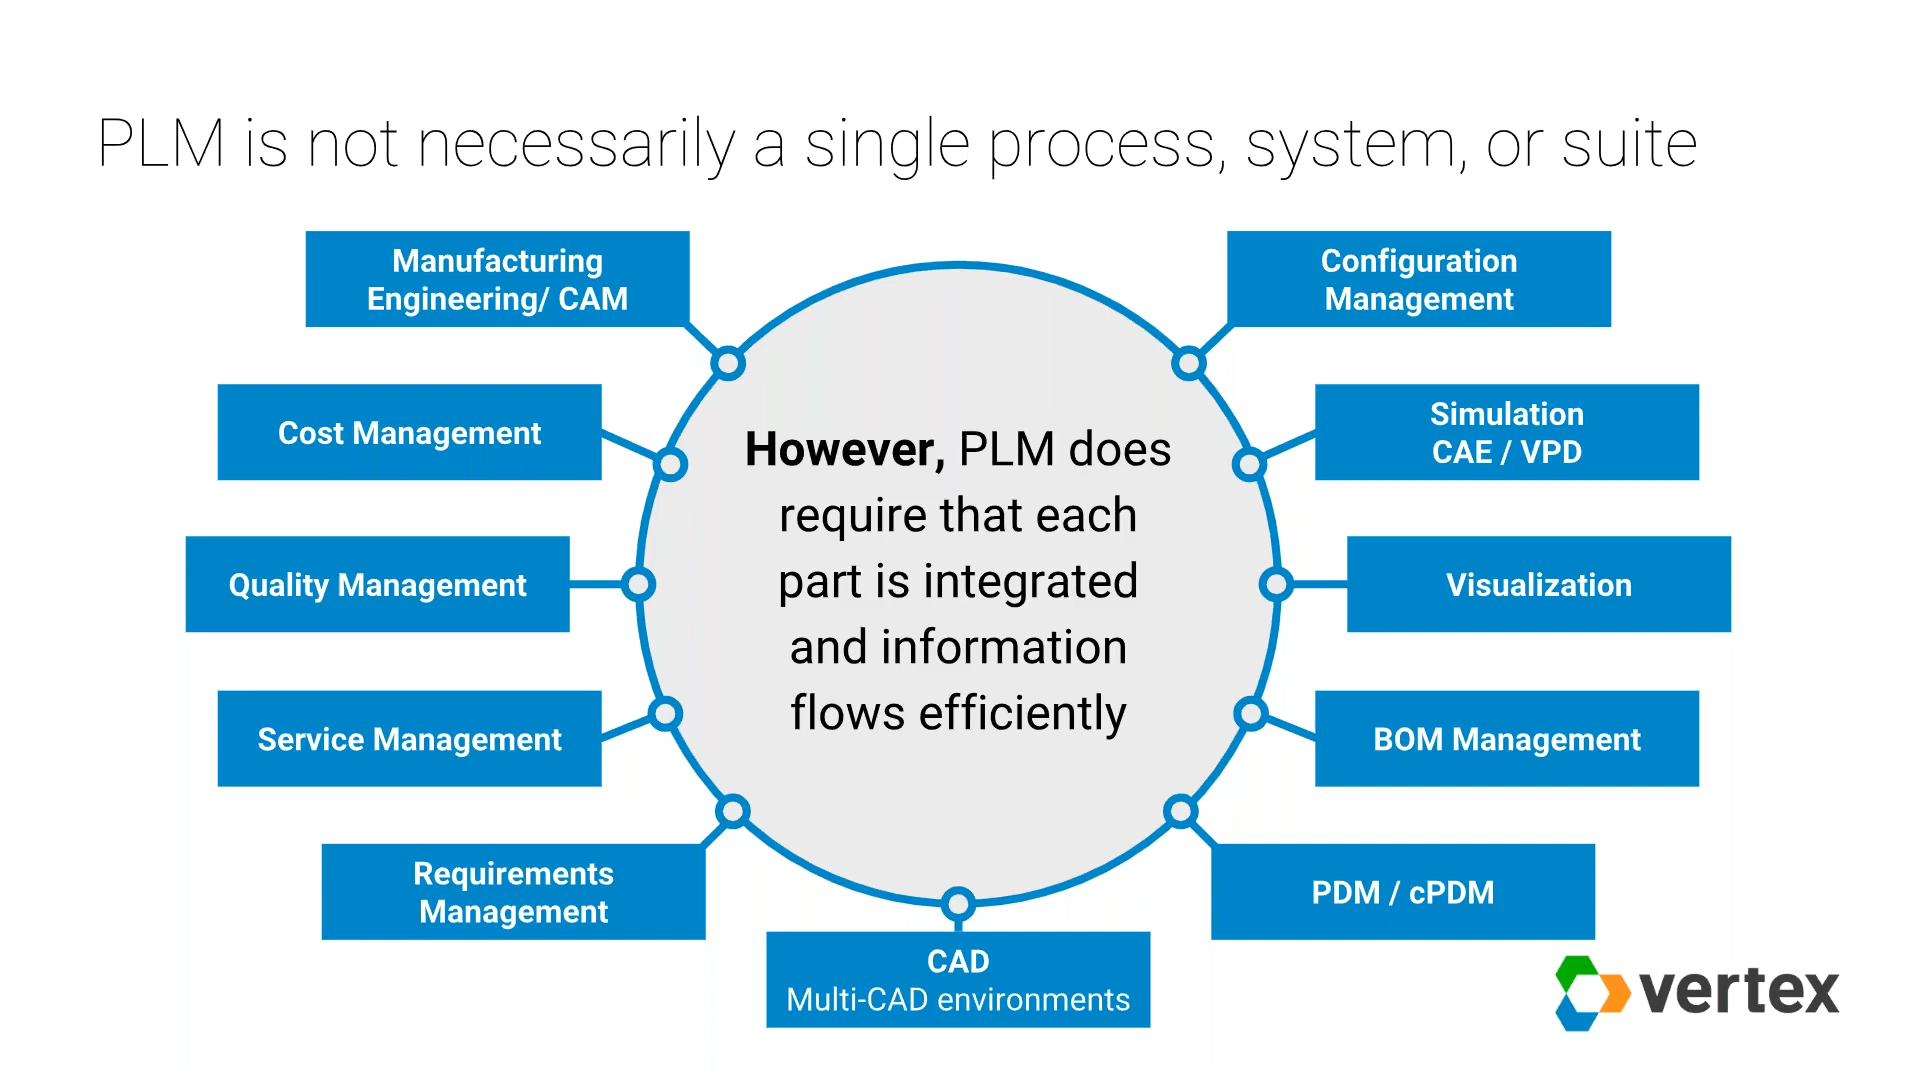 PLM is not necessarily a single process, system, or suite
Manufacturing
Engineering/ CAM
Cost Management
Quality Management
Service Management
Requirements
Management
However, PLM does
require that each
part is integrated
and information
flows efficiently
CAD
Multi-CAD environments
Configuration
Management
Simulation
CAE / VPD
Visualization
BOM Management
PDM / cPDM
vertex